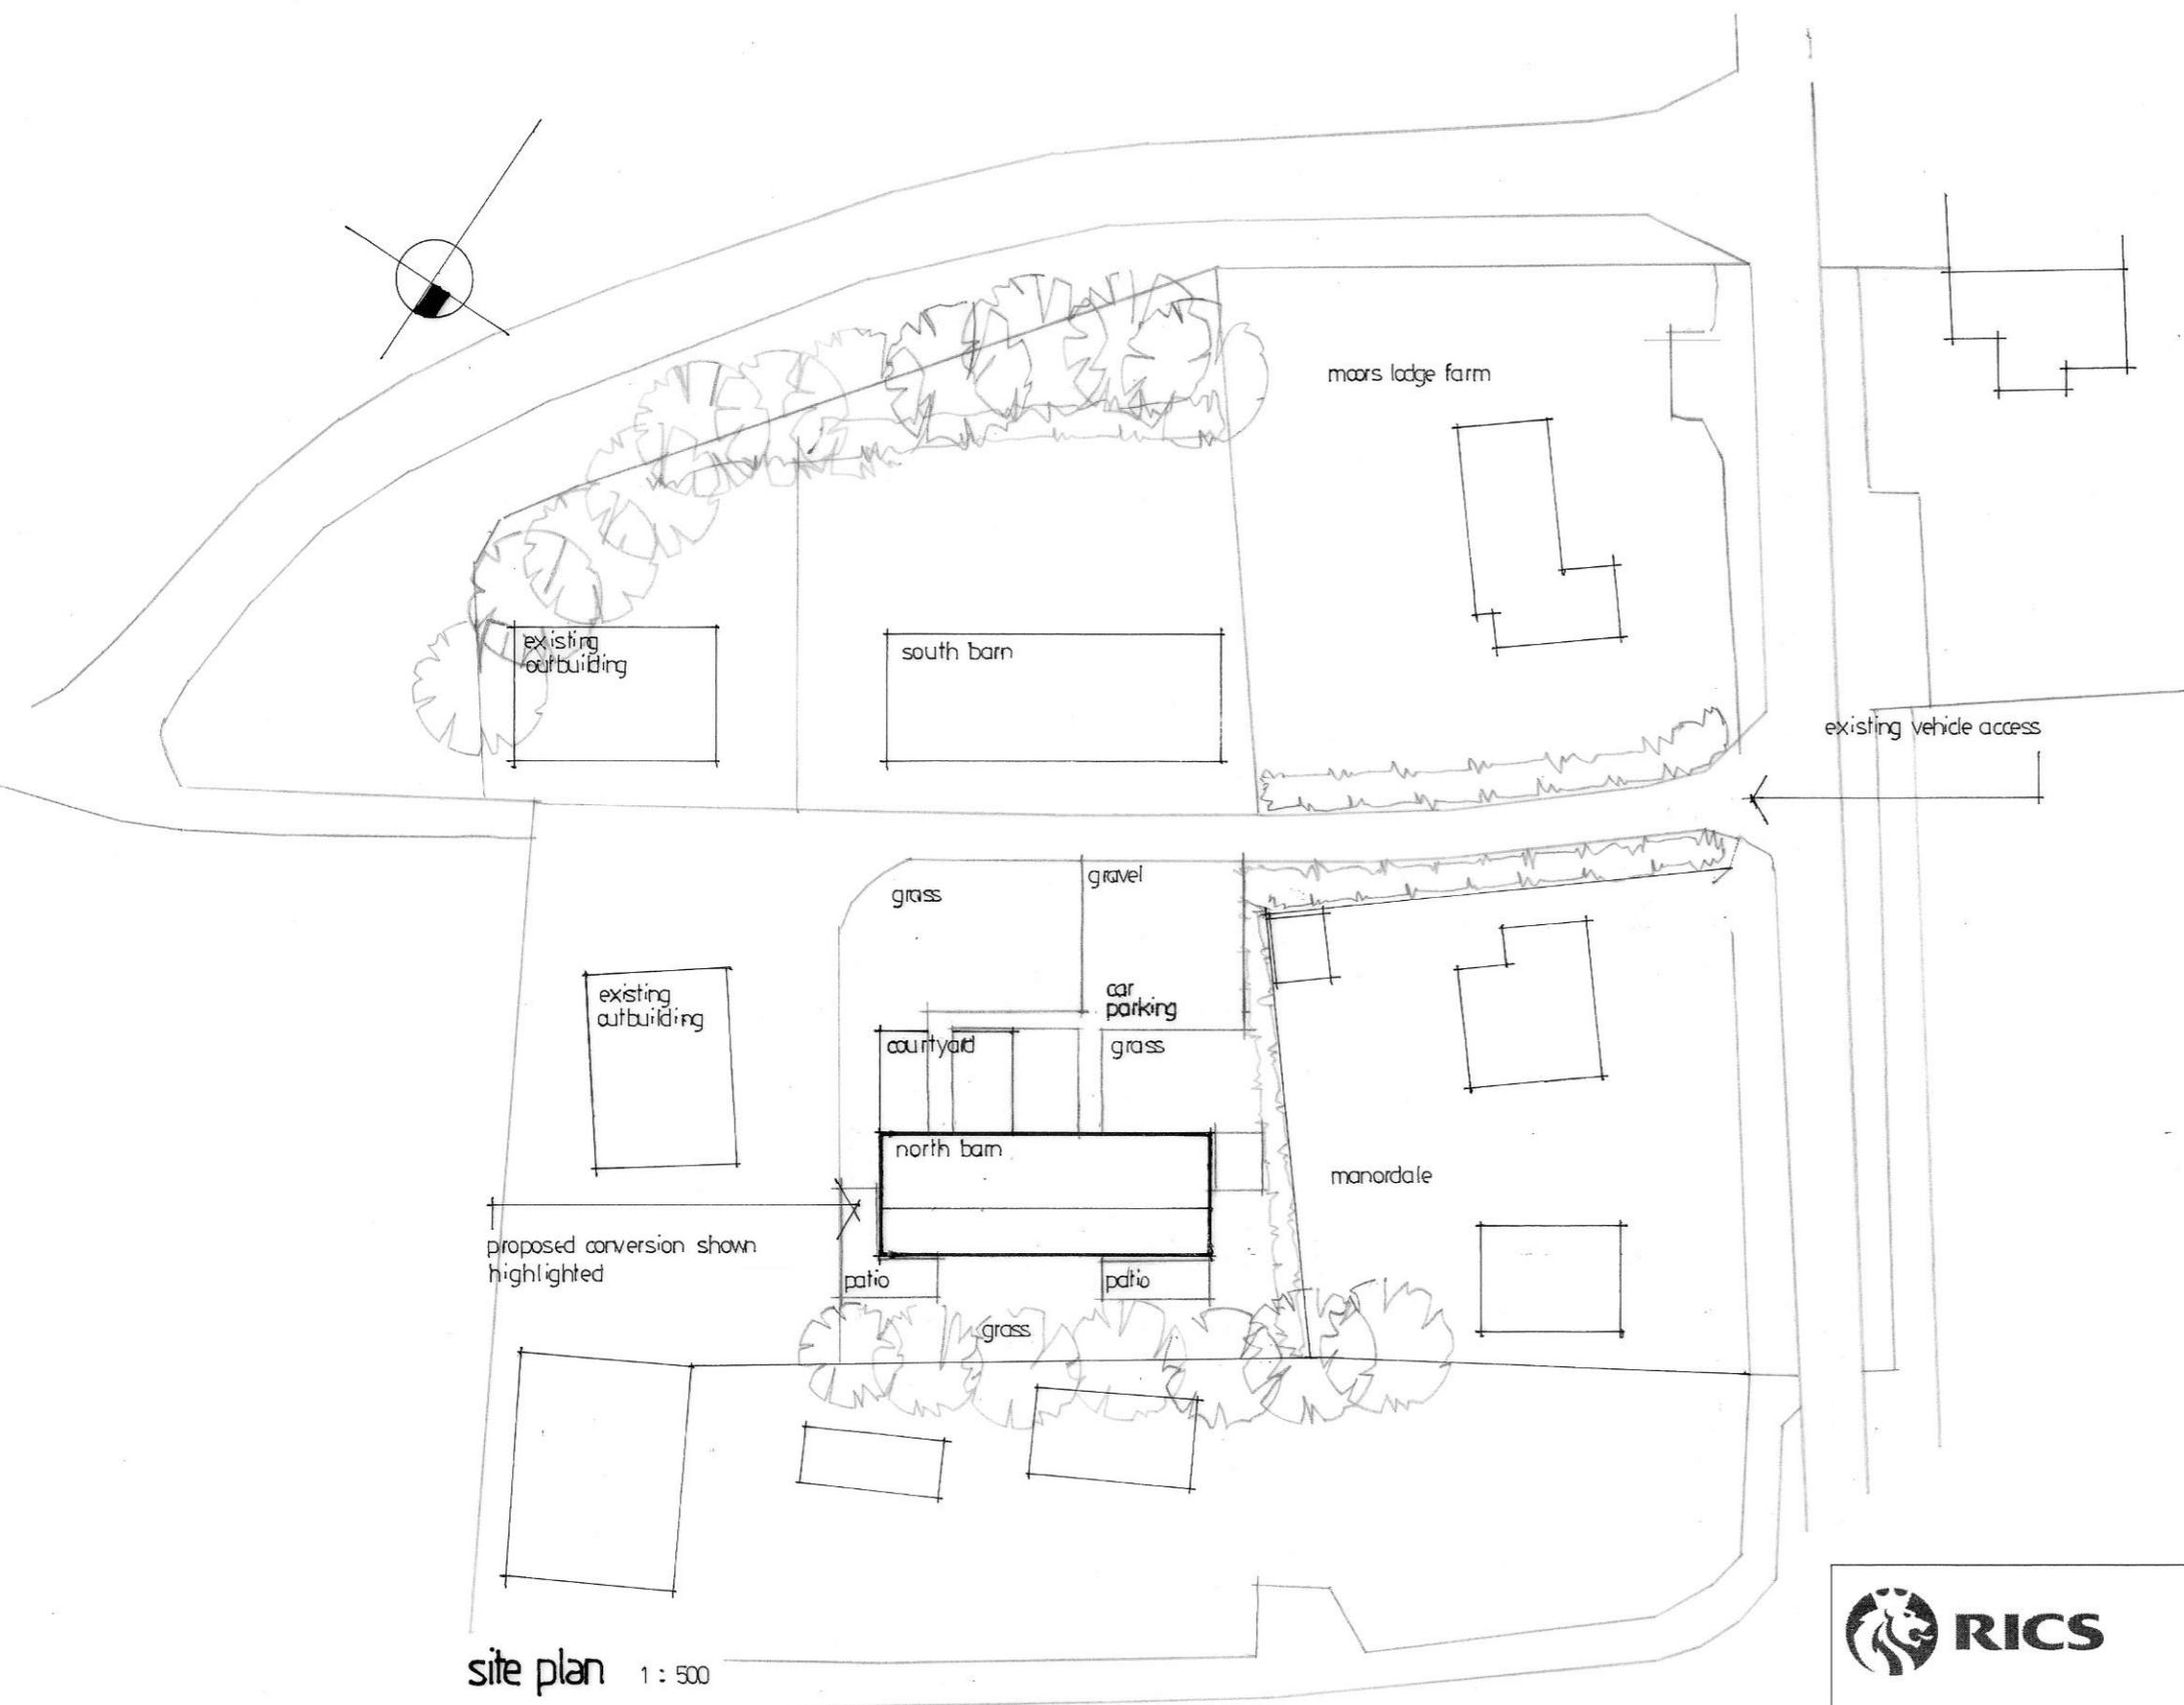 moors lodge farm
existing
outbuilding
south barn
existing vehicle access
grass
gravel
existing
outbuilding
car
parking
courtyard
grass
north barn
manordale
proposed conversion shown
highlighted
patio
patio
grass
site plan 1 : 500
RICS